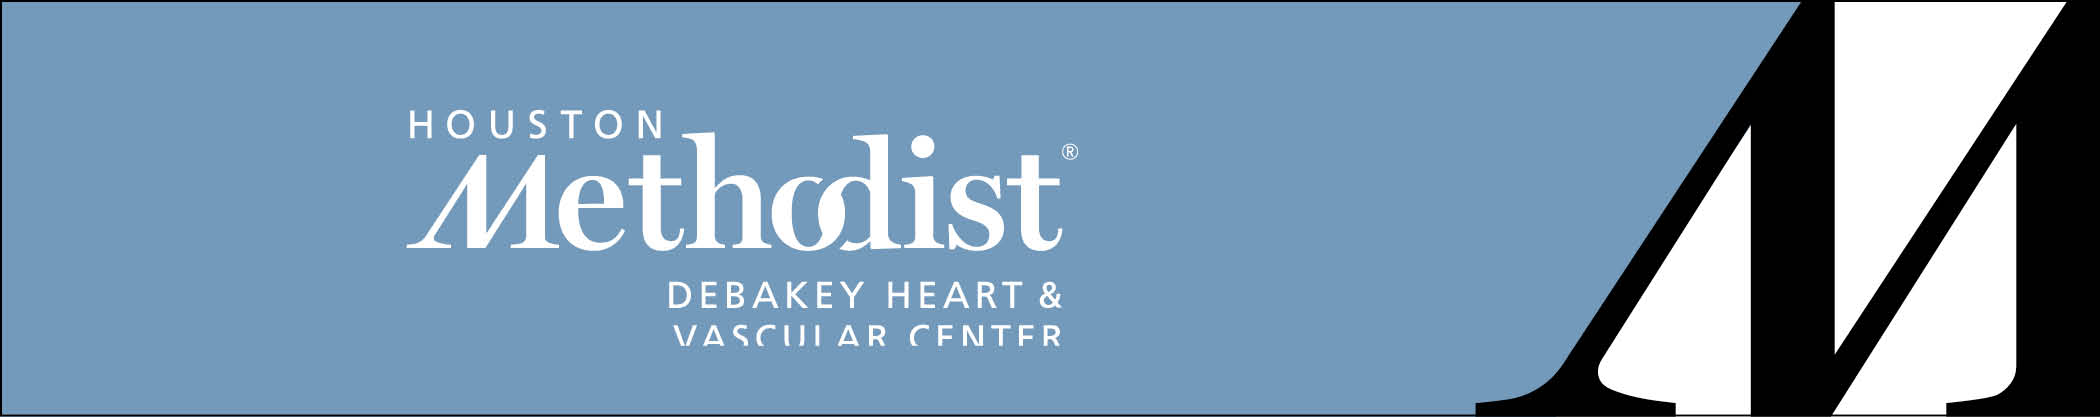 HOUSTON
Methodist®
DEBAKEY HEART &
VASCULAR CENTER
M